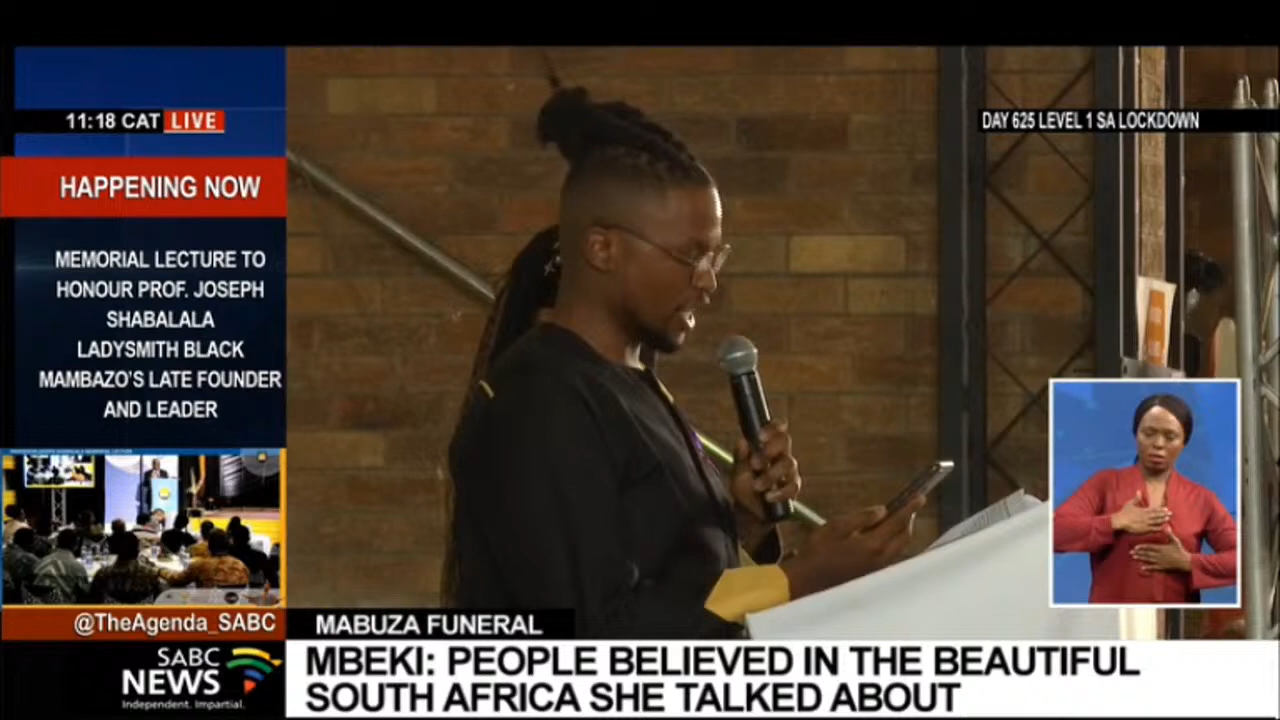 11:18 CAT LIVE
DAY 625 LEVEL 1 SA LOCKDOWN
HAPPENING NOW
MEMORIAL LECTURE TO
HONOUR PROF. JOSEPH
SHABALALA
LADYSMITH BLACK
MAMBAZO'S LATE FOUNDER
AND LEADER
@TheAgenda_SABC
MABUZA FUNERAL
SABC
NEWS
Independent. Impartial.
MBEKI: PEOPLE BELIEVED IN THE BEAUTIFUL
SOUTH AFRICA SHE TALKED ABOUT